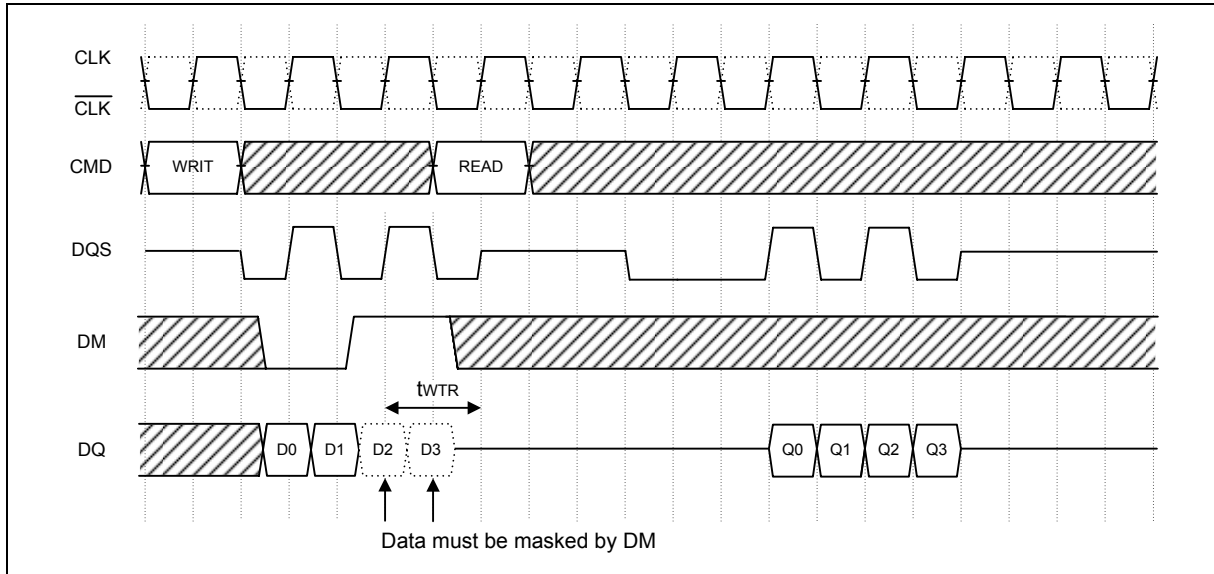 CLK
C̅L̅K̅
CMD WRIT READ
DQS
DM
tWTR
DQ D0 D1 D2 D3 Q0 Q1 Q2 Q3
Data must be masked by DM